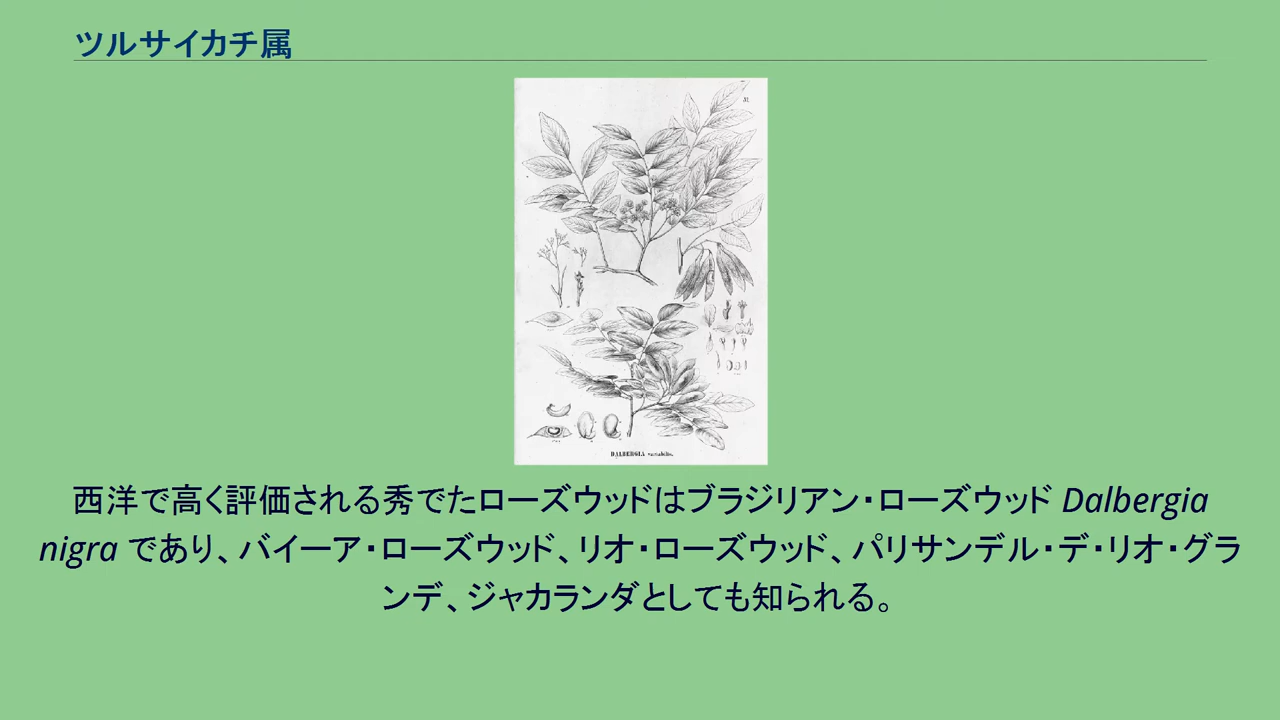 ツルサイカチ属
31
DALBERGIA variabilis.
西洋で高く評価される秀でたローズウッドはブラジリアン・ローズウッド Dalbergia
nigra であり、バイーア・ローズウッド、リオ・ローズウッド、パリサンデル・デ・リオ・グラ
ンデ、ジャカランダとしても知られる。